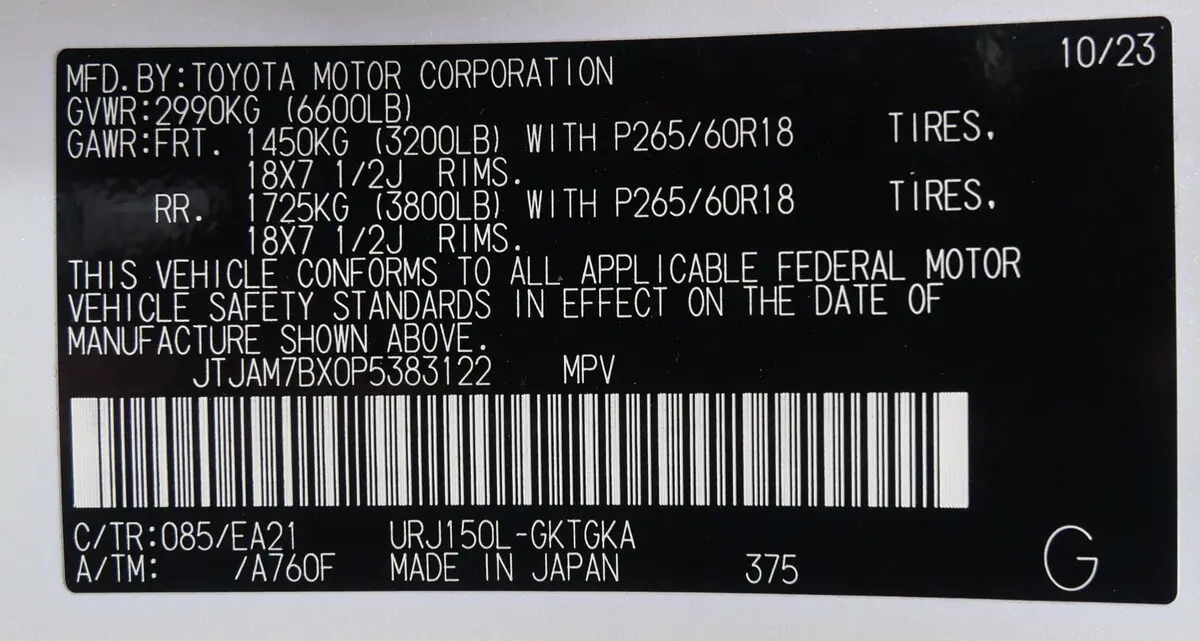 10/23
MFD.BY:TOYOTA MOTOR CORPORATION
GVWR:2990KG (6600LB)
GAWR:FRT. 1450KG (3200LB) WITH P265/60R18 TIRES.
18X7 1/2J RIMS.
RR. 1725KG (3800LB) WITH P265/60R18 TIRES.
18X7 1/2J RIMS.
THIS VEHICLE CONFORMS TO ALL APPLICABLE FEDERAL MOTOR
VEHICLE SAFETY STANDARDS IN EFFECT ON THE DATE OF
MANUFACTURE SHOWN ABOVE.
JTJAM7BX0P5383122 MPV
C/TR:085/EA21 URJ150L-GKTGKA
A/TM: /A760F MADE IN JAPAN 375
G